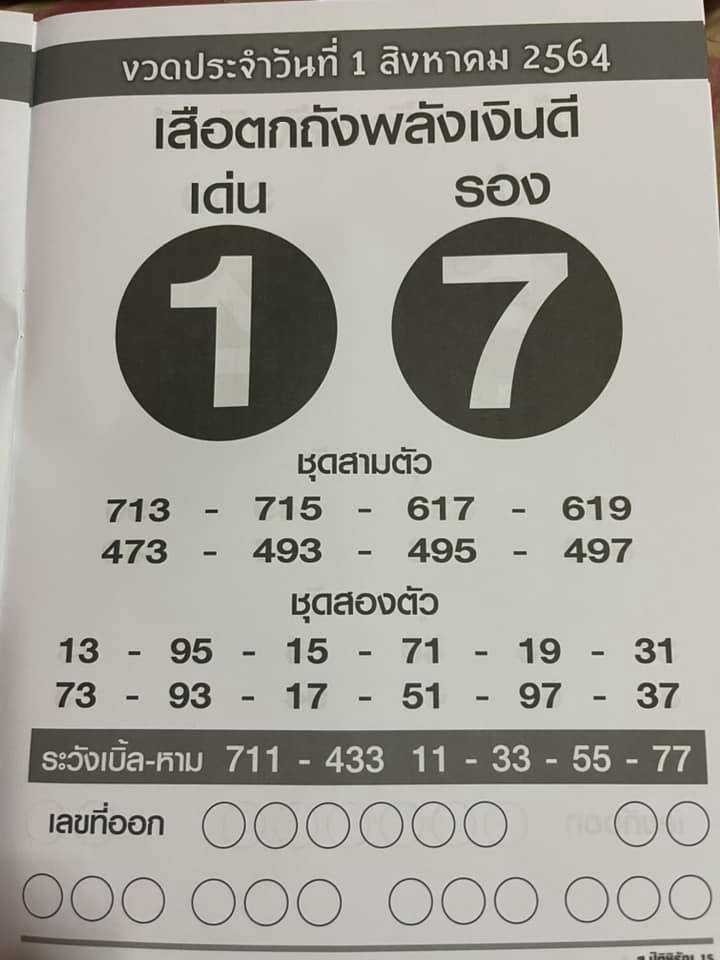 งวดประจำวันที่ 1 สิงหาคม 2564
เสือตกถังพลังเงินดี
เด่น รอง
1 7
ชุดสามตัว
713 - 715 - 617 - 619
473 - 493 - 495 - 497
ชุดสองตัว
13 - 95 - 15 - 71 - 19 - 31
73 - 93 - 17 - 51 - 97 - 37
ระวังเบิ้ล-หาม 711 - 433 11 - 33 - 55 - 77
เลขที่ออก
15